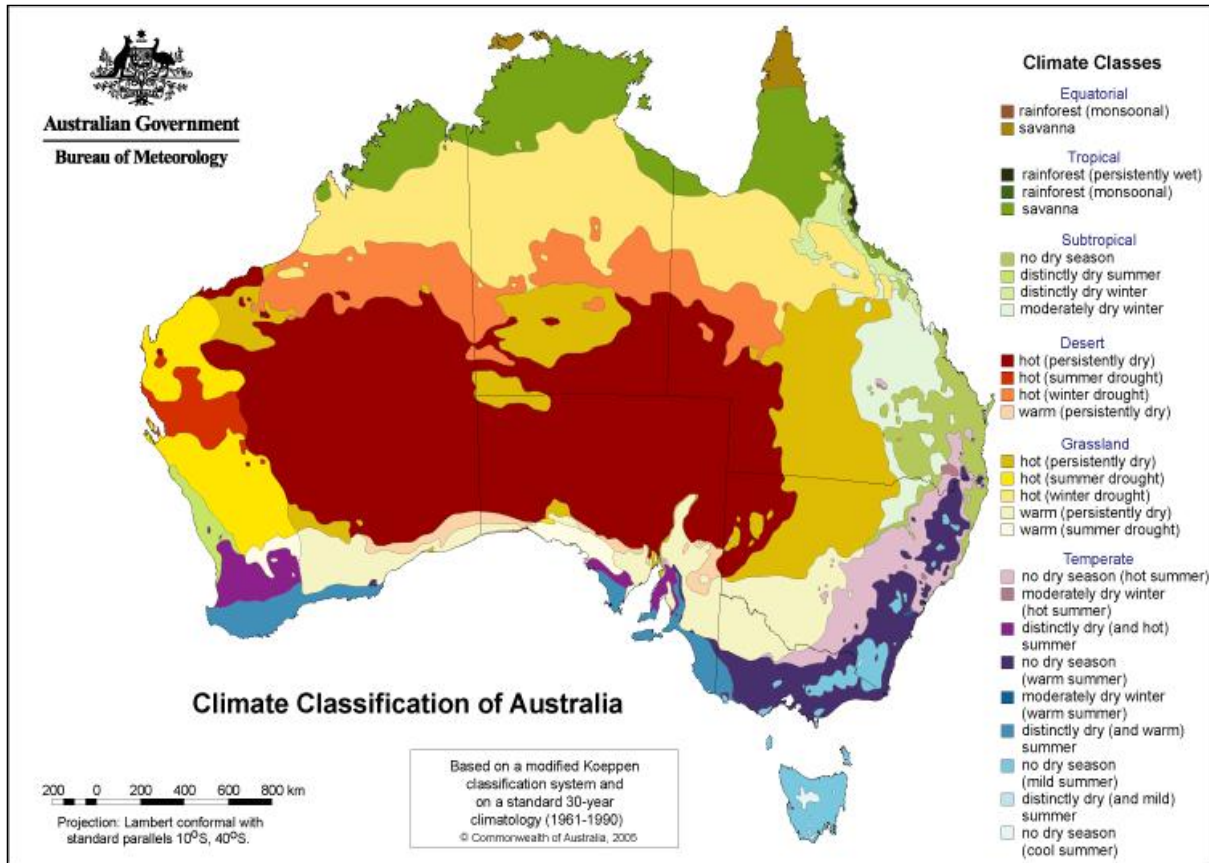 Australian Government
Bureau of Meteorology
Climate Classes
Equatorial
rainforest (monsoonal)
savanna
Tropical
rainforest (persistently wet)
rainforest (monsoonal)
savanna
Subtropical
no dry season
distinctly dry summer
distinctly dry winter
moderately dry winter
Desert
hot (persistently dry)
hot (summer drought)
hot (winter drought)
warm (persistently dry)
Grassland
hot (persistently dry)
hot (summer drought)
hot (winter drought)
warm (persistently dry)
warm (summer drought)
Temperate
no dry season (hot summer)
moderately dry winter
(hot summer)
distinctly dry (and hot)
summer
no dry season
(warm summer)
moderately dry winter
(warm summer)
distinctly dry (and warm)
summer
no dry season
(mild summer)
distinctly dry (and mild)
summer
no dry season
(cool summer)
Climate Classification of Australia
Based on a modified Koeppen
classification system and
on a standard 30-year
climatology (1961-1990)
© Commonwealth of Australia, 2005
200 0 200 400 600 800 km
Projection: Lambert conformal with
standard parallels 10°S, 40°S.